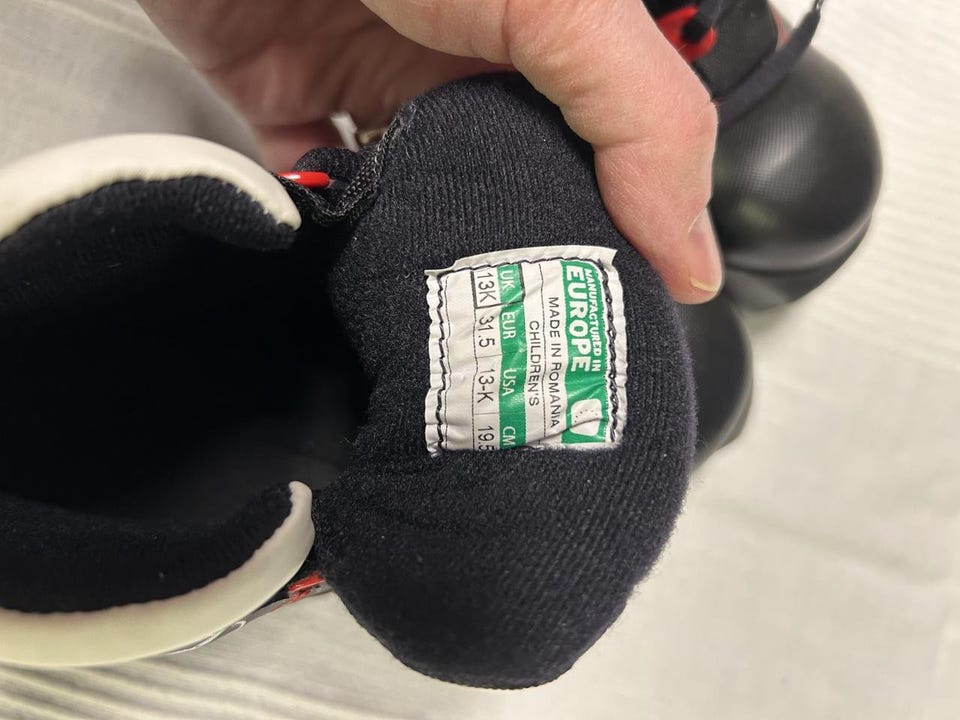 MANUFACTURED IN
EUROPE
MADE IN ROMANIA
CHILDREN'S
UK EUR USA CM
13K 31.5 13-K 19.5